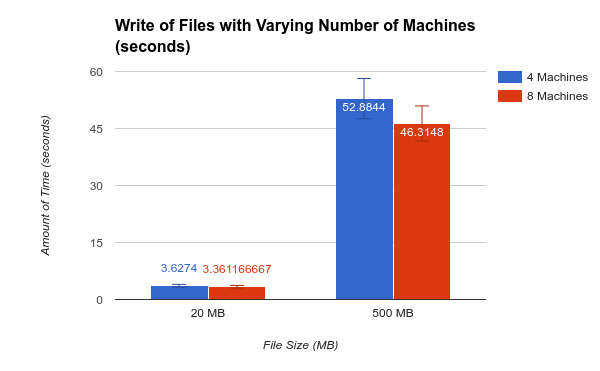 Write of Files with Varying Number of Machines
(seconds)
60
45
30
15
0
Amount of Time (seconds)
52.8844
46.3148
3.6274
3.361166667
20 MB
500 MB
File Size (MB)
4 Machines
8 Machines